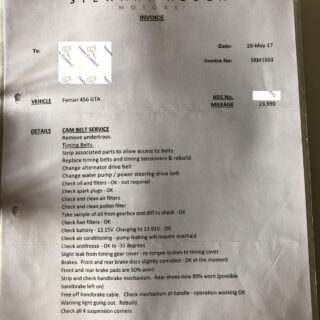 MOTORS
INVOICE
To:
Date: 26-May-17
Invoice No: SRM1503
REG.No.
VEHICLE Ferrari 456 GTA MILEAGE 23,990
DETAILS CAM BELT SERVICE
Remove undertrays.
Timing Belts.
Strip associated parts to allow access to belts.
Replace timing belts and timing tensioners & rebuild.
Change alternator drive belt
Change water pump / power steering drive belt
Check oil and filters - OK - not required
Check spark plugs - OK
Check and clean air filters
Check and clean pollen filter
Take sample of oil from gearbox and diff to check - OK
Check fuel filters - OK
Check battery - 12.15V Charging to 13.91V - OK
Check air conditioning - pump leaking will require overhaul
Check antifreeze - OK to - 31 degrees
Slight leak from timing gear cover - re-torque screws to timing cover.
Brakes. Front and rear brake discs slightly corroded - OK at the moment
Front and rear brake pads are 50% worn
Strip and check handbrake mechanism. Rear shoes now 90% worn (possible
handbrake left on)
Free off handbrake cable. Check mechanism at handle - operation working OK
Warning light going out. Rebuild.
Check all 4 suspension corners